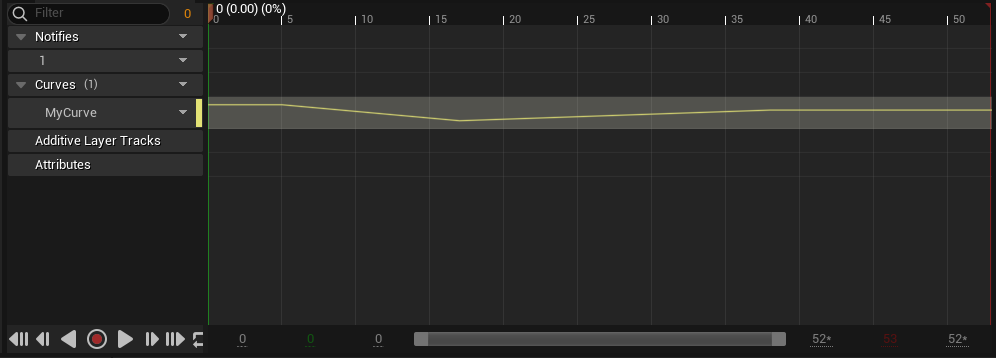 Filter 0
0 (0.00) (0%)
0 5 10 15 20 25 30 35 40 45 50
Notifies
1
Curves (1)
MyCurve
Additive Layer Tracks
Attributes
0 0 0 52* 53 52*